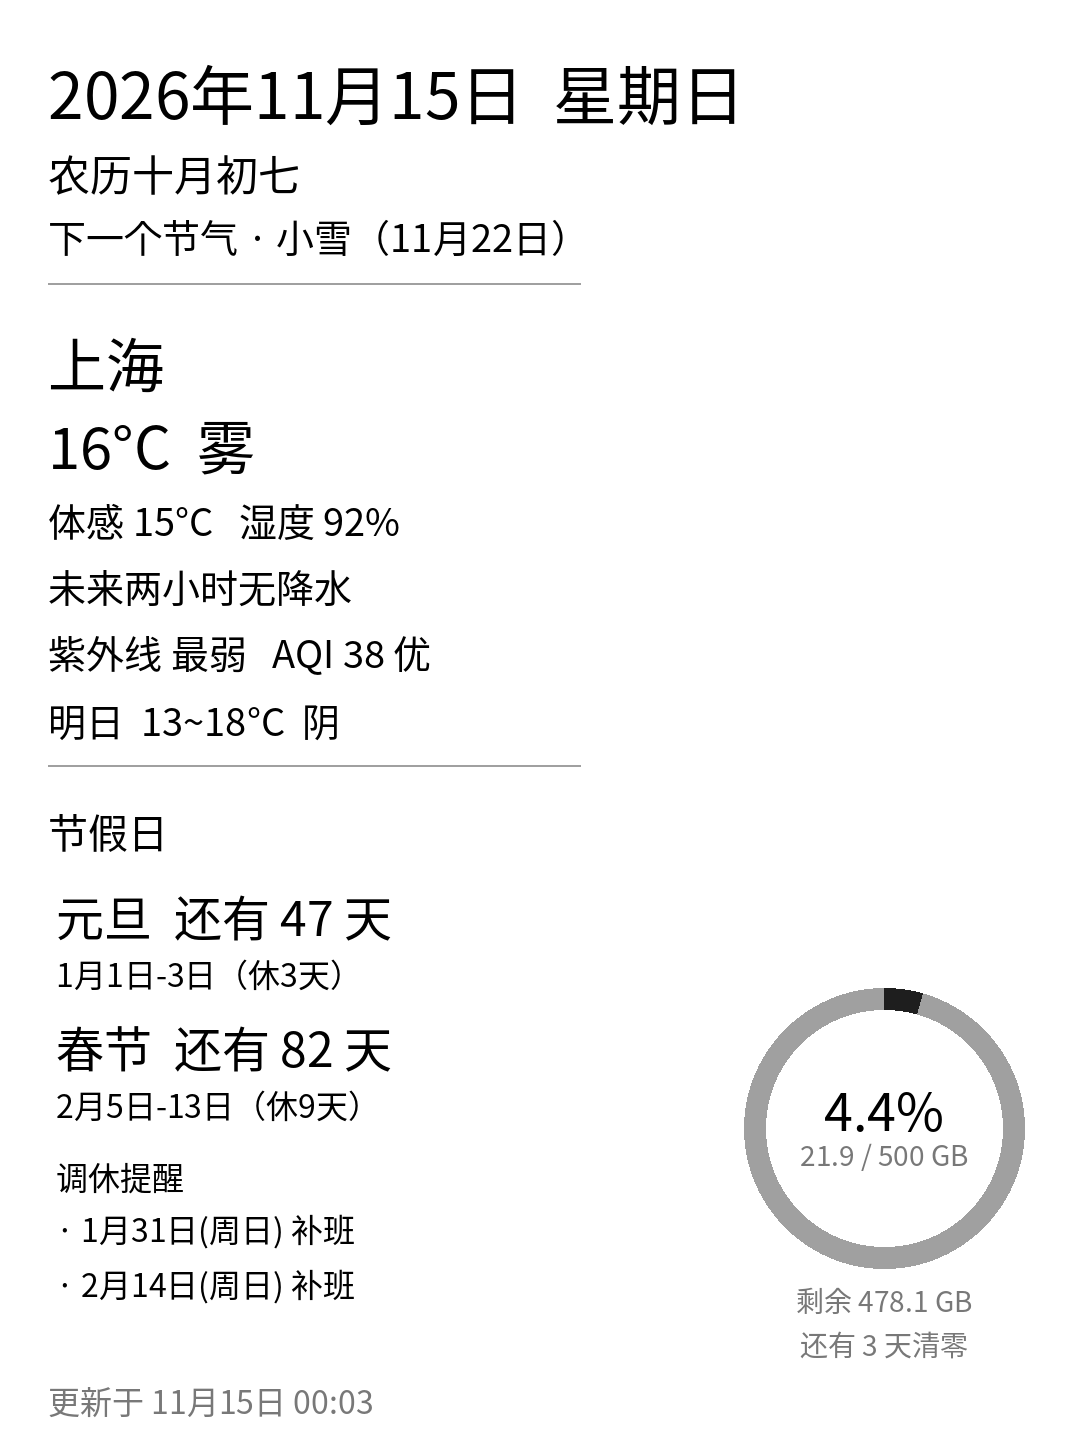 2026年11月15日 星期日
农历十月初七
下一个节气 · 小雪（11月22日）
上海
16°C 雾
体感 15°C 湿度 92%
未来两小时无降水
紫外线 最弱 AQI 38 优
明日 13~18°C 阴
节假日
元旦 还有 47 天
1月1日-3日（休3天）
春节 还有 82 天
2月5日-13日（休9天）
调休提醒
· 1月31日(周日) 补班
· 2月14日(周日) 补班
4.4%
21.9 / 500 GB
剩余 478.1 GB
还有 3 天清零
更新于 11月15日 00:03